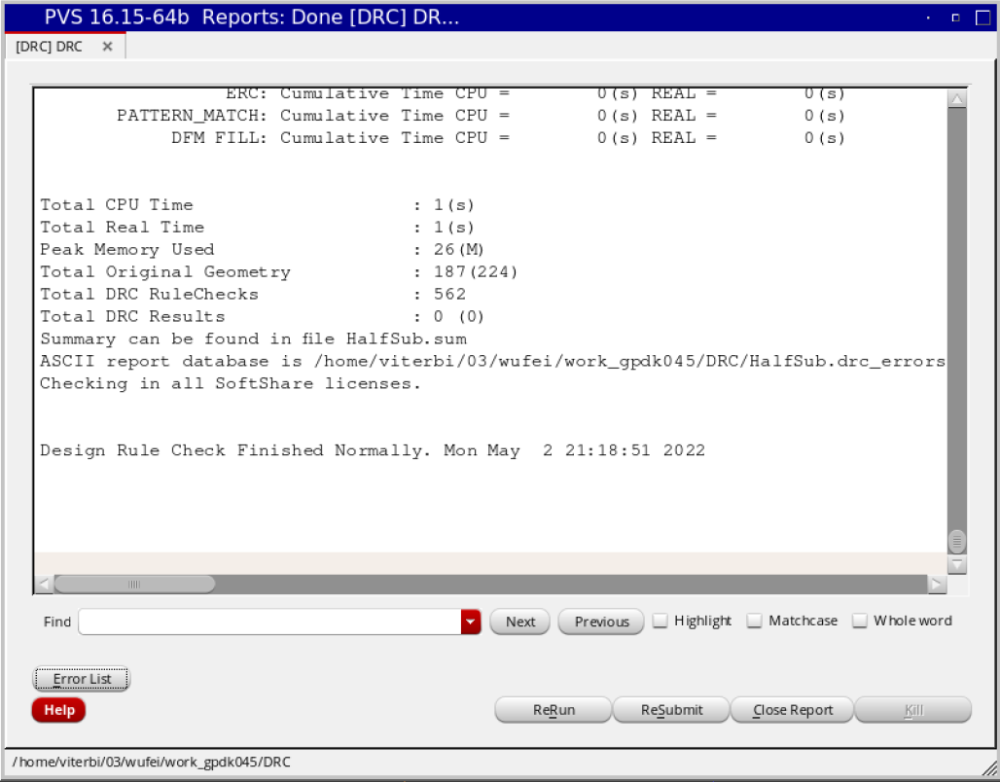 PVS 16.15-64b Reports: Done [DRC] DR...
[DRC] DRC
ERC: Cumulative Time CPU = 0(s) REAL = 0(s)
PATTERN_MATCH: Cumulative Time CPU = 0(s) REAL = 0(s)
DFM FILL: Cumulative Time CPU = 0(s) REAL = 0(s)
Total CPU Time : 1(s)
Total Real Time : 1(s)
Peak Memory Used : 26(M)
Total Original Geometry : 187(224)
Total DRC RuleChecks : 562
Total DRC Results : 0 (0)
Summary can be found in file HalfSub.sum
ASCII report database is /home/viterbi/03/wufei/work_gpdk045/DRC/HalfSub.drc_errors
Checking in all SoftShare licenses.
Design Rule Check Finished Normally. Mon May 2 21:18:51 2022
Find Next Previous Highlight Matchcase Whole word
Error List
Help ReRun ReSubmit Close Report Kill
/home/viterbi/03/wufei/work_gpdk045/DRC